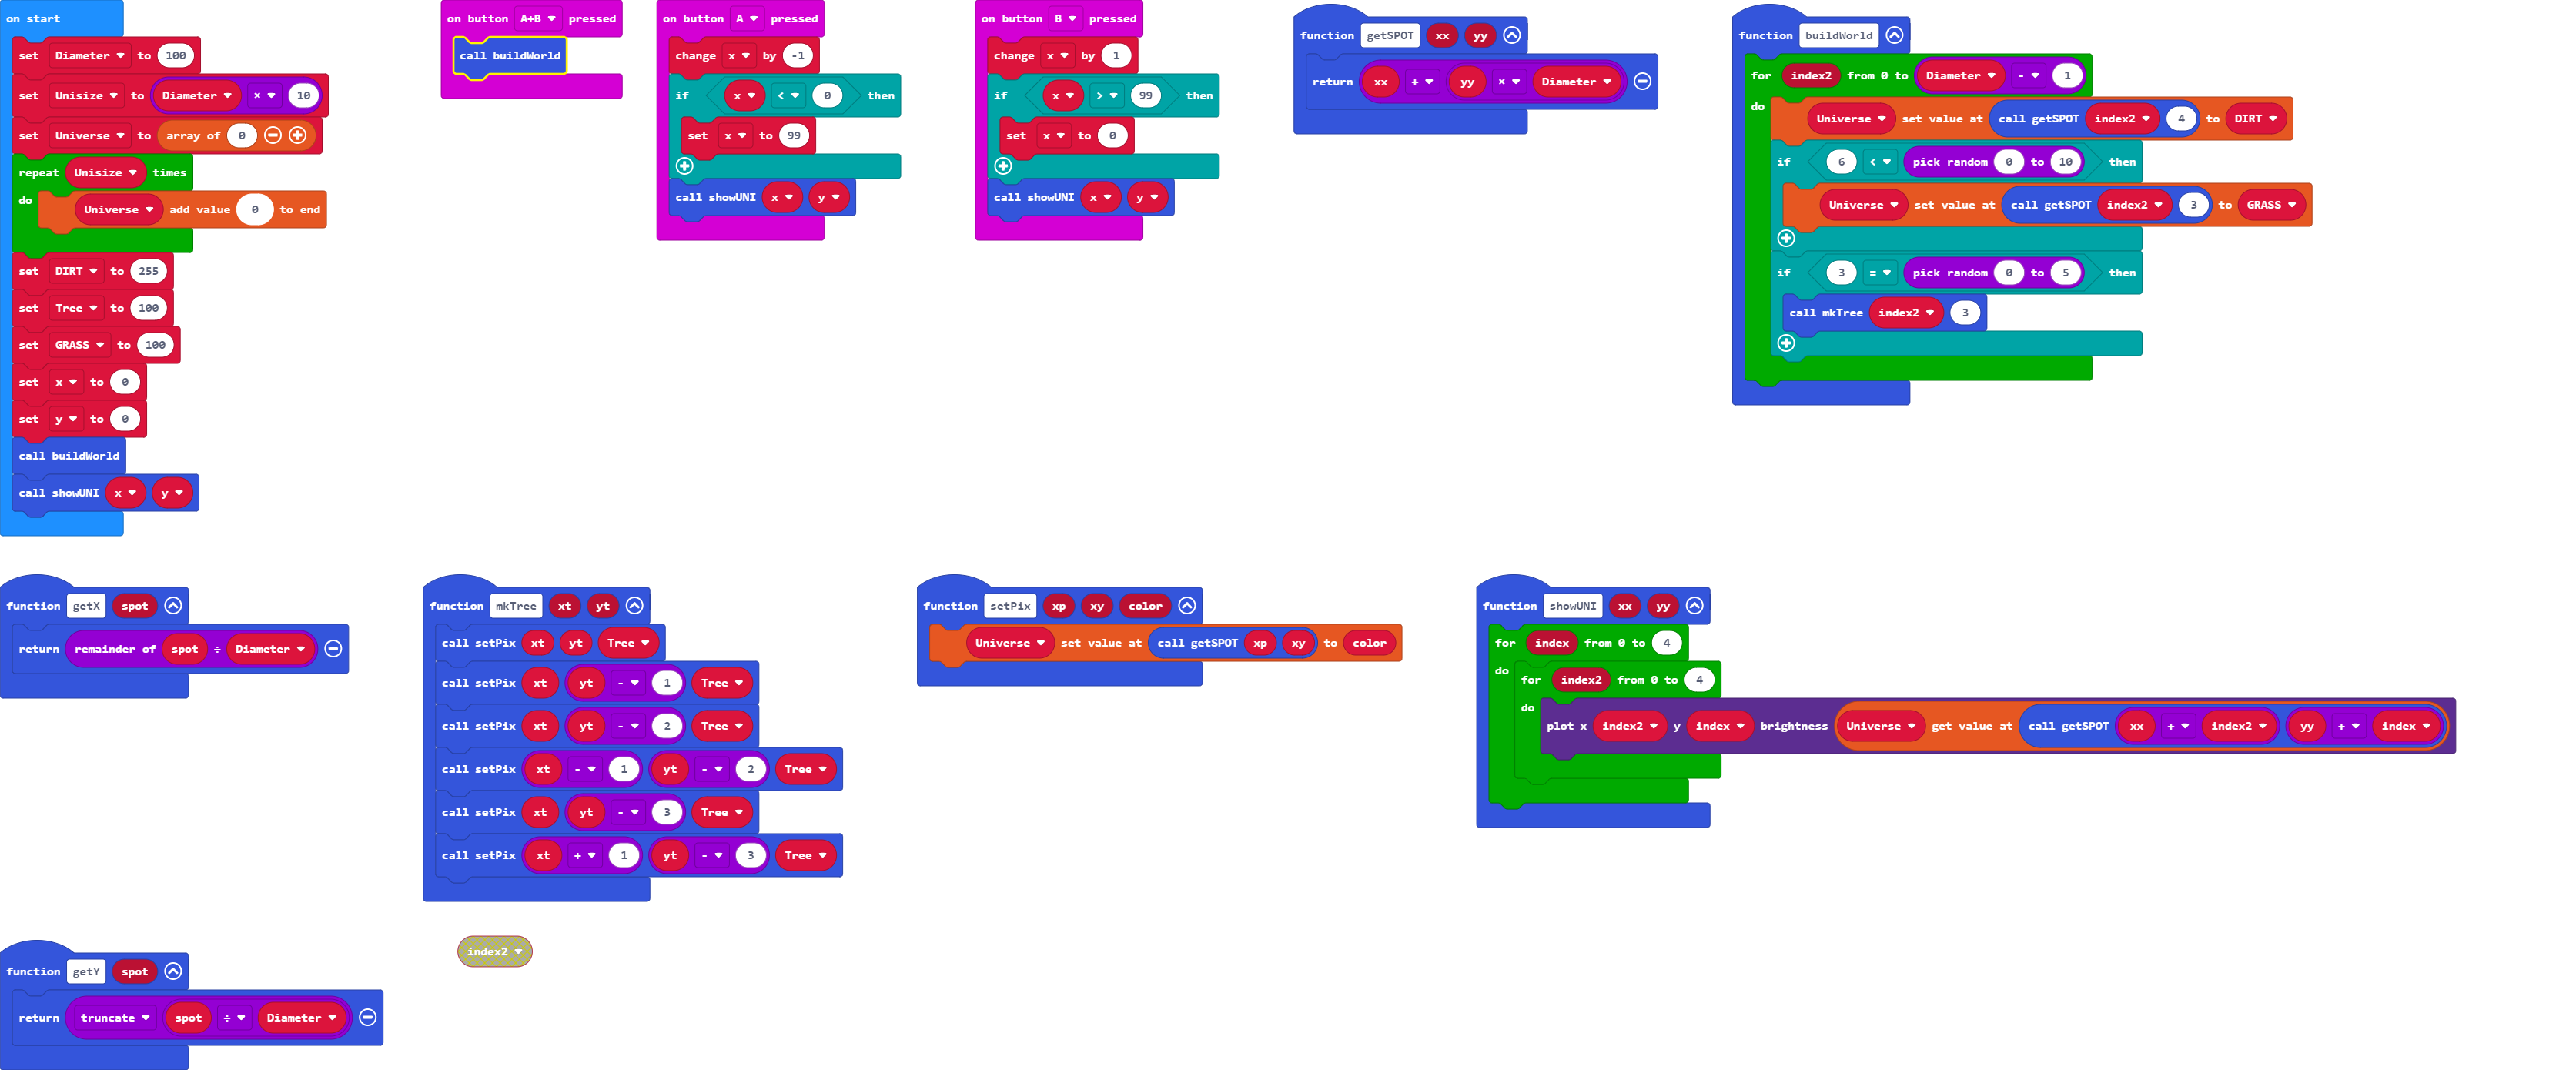 on start
set Diameter to 100
set Unisize to Diameter × 10
set Universe to array of 0
repeat Unisize times
do
Universe add value 0 to end
set DIRT to 255
set Tree to 100
set GRASS to 100
set x to 0
set y to 0
call buildWorld
call showUNI x y
on button A+B pressed
call buildWorld
on button A pressed
change x by -1
if x < 0 then
set x to 99
call showUNI x y
on button B pressed
change x by 1
if x > 99 then
set x to 0
call showUNI x y
function getSPOT xx yy
return xx + yy × Diameter
function buildWorld
for index2 from 0 to Diameter - 1
do
Universe set value at call getSPOT index2 4 to DIRT
if 6 < pick random 0 to 10 then
Universe set value at call getSPOT index2 3 to GRASS
if 3 = pick random 0 to 5 then
call mkTree index2 3
function getX spot
return remainder of spot ÷ Diameter
function mkTree xt yt
call setPix xt yt Tree
call setPix xt yt - 1 Tree
call setPix xt yt - 2 Tree
call setPix xt - 1 yt - 2 Tree
call setPix xt yt - 3 Tree
call setPix xt + 1 yt - 3 Tree
function setPix xp xy color
Universe set value at call getSPOT xp xy to color
function showUNI xx yy
for index from 0 to 4
do
for index2 from 0 to 4
do
plot x index2 y index brightness Universe get value at call getSPOT xx + index2 yy + index
index2
function getY spot
return truncate spot ÷ Diameter